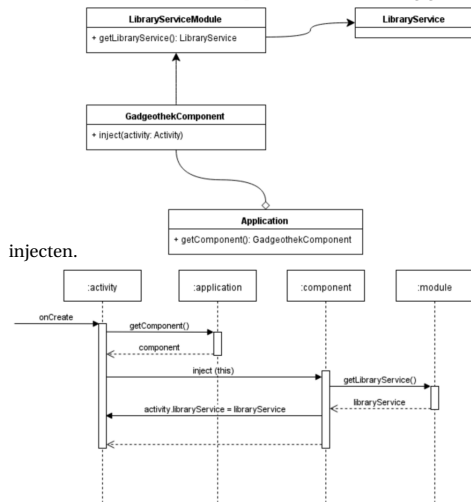 LibraryServiceModule
+ getLibraryService(): LibraryService
LibraryService
GadgeothekComponent
+ inject(activity: Activity)
Application
+ getComponent(): GadgeothekComponent
injecten.
:activity
:application
:component
:module
onCreate
getComponent()
component
inject (this)
getLibraryService()
libraryService
activity.libraryService = libraryService